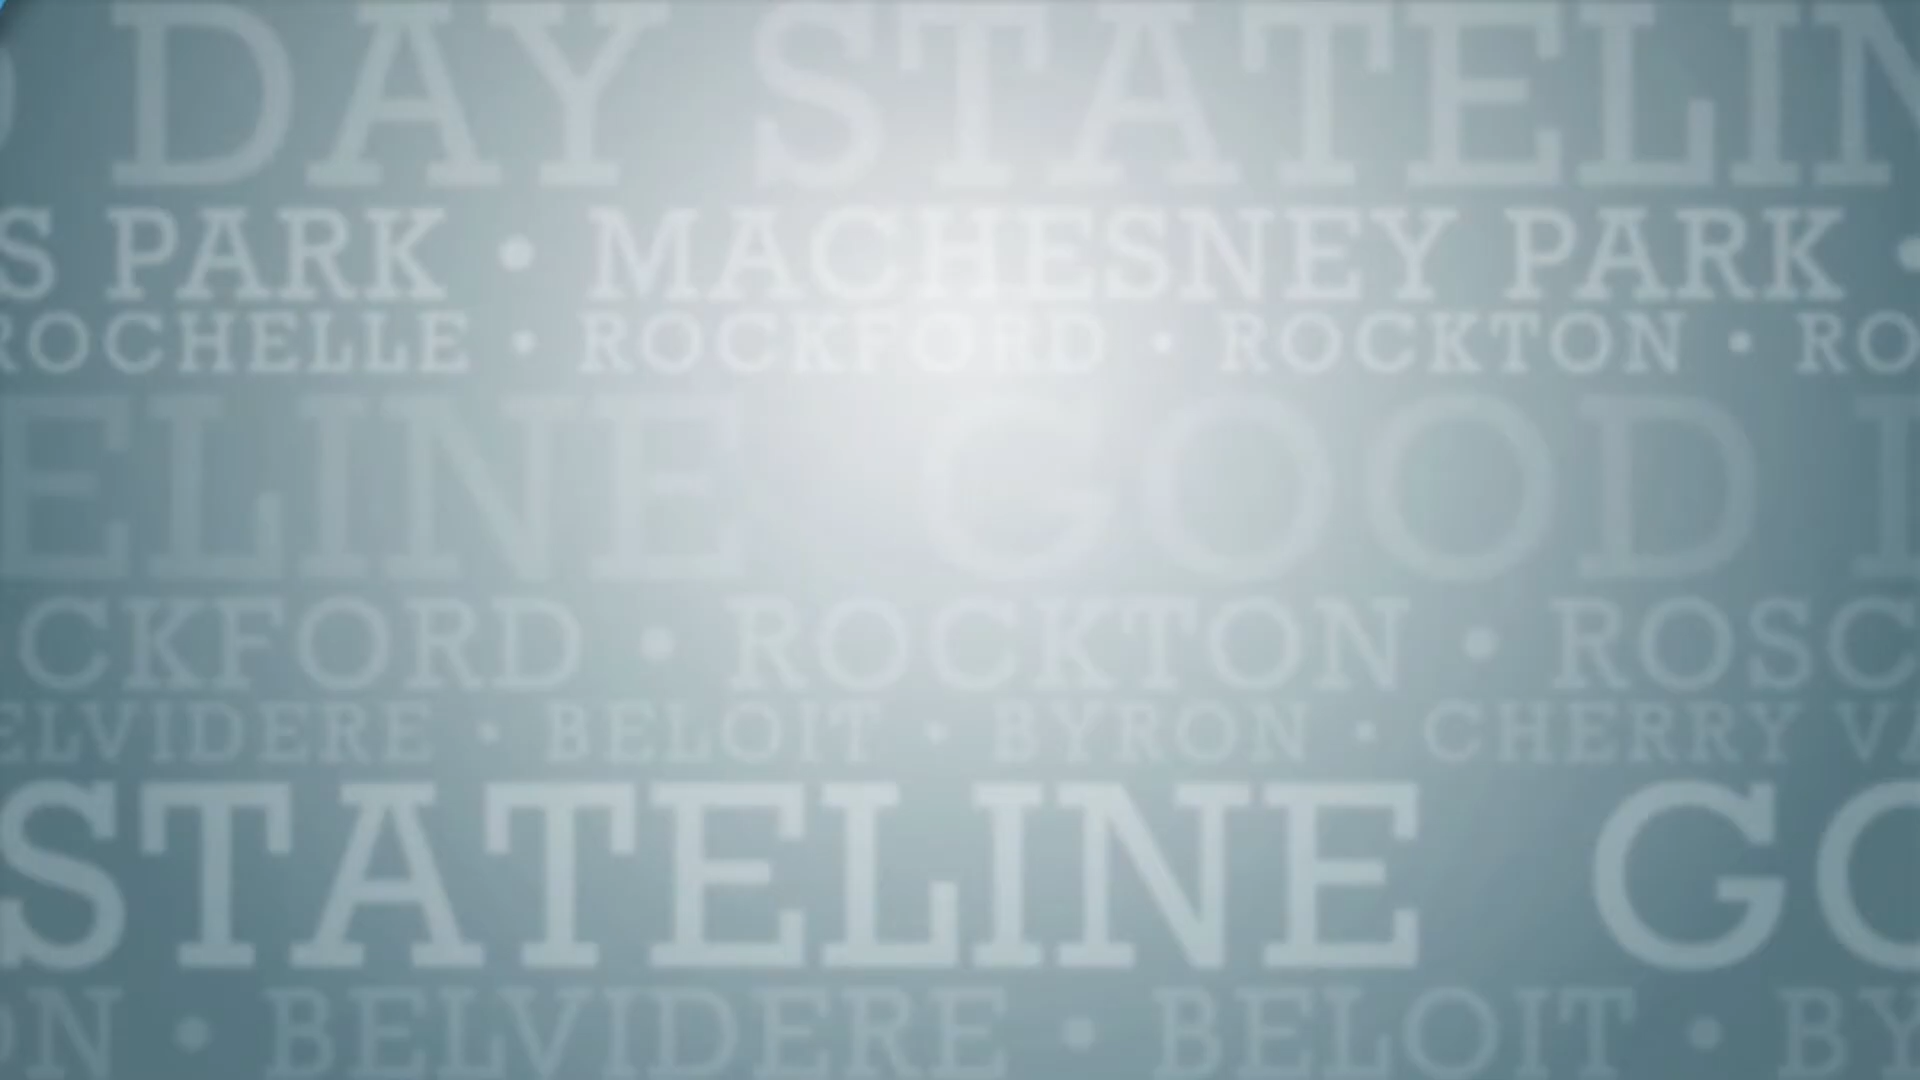 DAY STATELIN
S PARK • MACHESNEY PARK •
ROCHELLE • ROCKFORD • ROCKTON • RO
ELINE GOOD D
CKFORD • ROCKTON • ROSC
ELVIDERE • BELOIT • BYRON • CHERRY VA
STATELINE GO
ON • BELVIDERE • BELOIT • BY